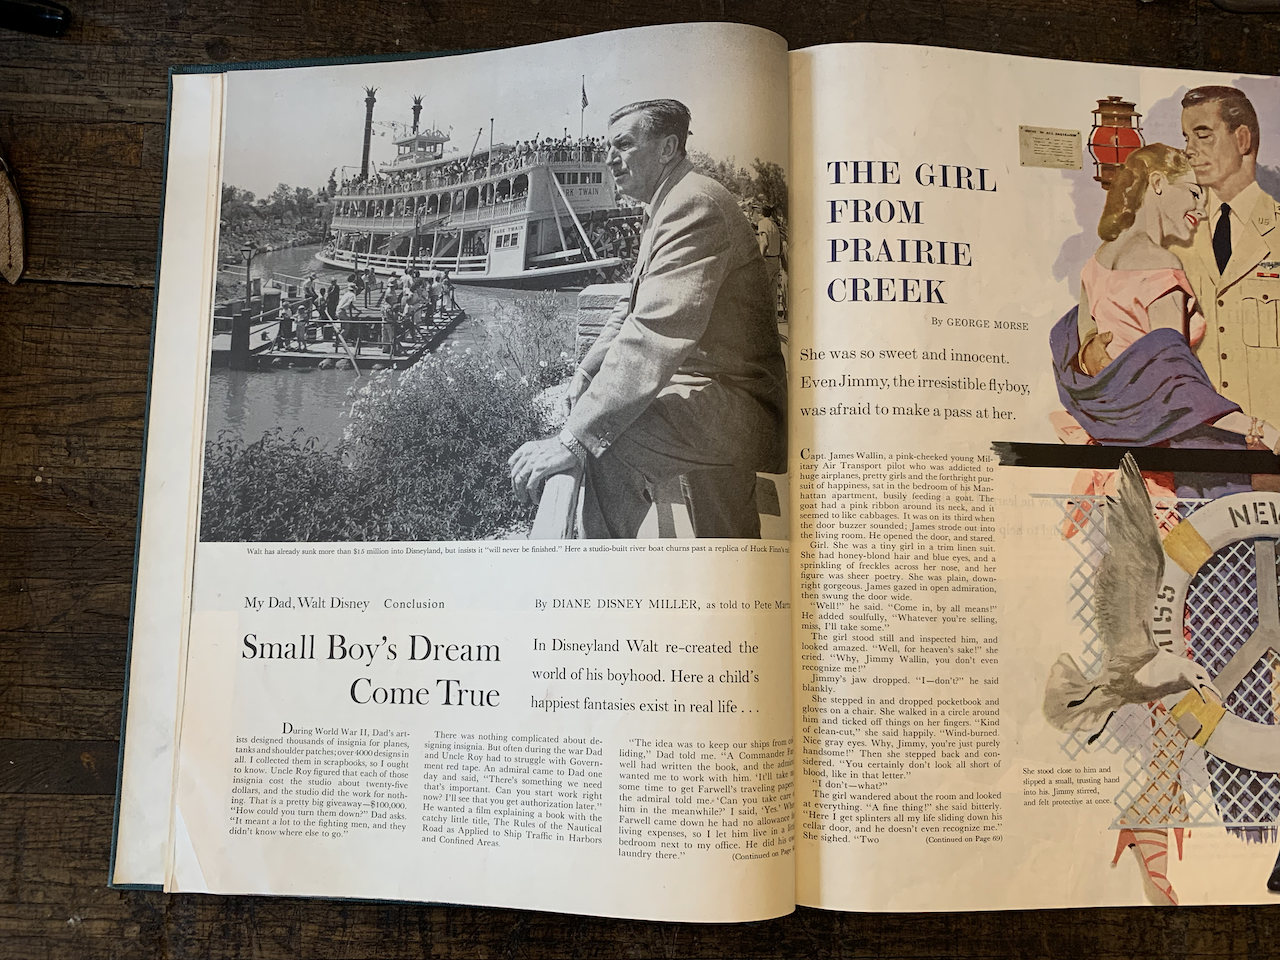 MARK TWAIN
MARK TWAIN
Walt has already sunk more than $15 million into Disneyland, but insists it "will never be finished." Here a studio-built river boat churns past a replica of Huck Finn's
My Dad, Walt Disney Conclusion
By DIANE DISNEY MILLER, as told to Pete
Small Boy's Dream
Come True
In Disneyland Walt re-created the
world of his boyhood. Here a child's
happiest fantasies exist in real life . . .
During World War II, Dad's art-
ists designed thousands of insignia for planes,
tanks and shoulder patches; over 4000 designs in
all. I collected them in scrapbooks, so I ought
to know. Uncle Roy figured that each of those
insignia cost the studio about twenty-five
dollars, and the studio did the work for noth-
ing. That is a pretty big giveaway—$100,000.
"How could you turn them down?" Dad asks.
"It meant a lot to the fighting men, and they
didn't know where else to go."
There was nothing complicated about de-
signing insignia. But often during the war Dad
and Uncle Roy had to struggle with Govern-
ment red tape. An admiral came to Dad one
day and said, "There's something we need
that's important. Can you start work right
now? I'll see that you get authorization later."
He wanted a film explaining a book with the
catchy little title, The Rules of the Nautical
Road as Applied to Ship Traffic in Harbors
and Confined Areas.
"The idea was to keep our ships from
liding," Dad told me. "A Commander
well had written the book, and the
wanted me to work with him. 'It'll take
some time to get Farwell's traveling
the admiral told me. 'Can you take
him in the meanwhile?' I said, 'Yes.'
Farwell came down he had no allowance
living expenses, so I let him live in a
bedroom next to my office. He did his
laundry there." (Continued on
THE GIRL
FROM
PRAIRIE
CREEK
By GEORGE MORSE
She was so sweet and innocent.
Even Jimmy, the irresistible flyboy,
was afraid to make a pass at her.
Capt. James Wallin, a pink-cheeked young Mil-
itary Air Transport pilot who was addicted to
huge airplanes, pretty girls and the forthright pur-
suit of happiness, sat in the bedroom of his Man-
hattan apartment, busily feeding a goat. The
goat had a pink ribbon around its neck, and it
seemed to like cabbages. It was on its third when
the door buzzer sounded; James strode out into
the living room. He opened the door, and stared.
Girl. She was a tiny girl in a trim linen suit.
She had honey-blond hair and blue eyes, and a
sprinkling of freckles across her nose, and her
figure was sheer poetry. She was plain, down-
right gorgeous. James gazed in open admiration,
then swung the door wide.
"Well!" he said. "Come in, by all means!"
He added soulfully, "Whatever you're selling,
miss, I'll take some."
The girl stood still and inspected him, and
looked amazed. "Well, for heaven's sake!" she
cried. "Why, Jimmy Wallin, you don't even
recognize me!"
Jimmy's jaw dropped. "I—don't?" he said
blankly.
She stepped in and dropped pocketbook and
gloves on a chair. She walked in a circle around
him and ticked off things on her fingers. "Kind
of clean-cut," she said happily. "Wind-burned.
Nice gray eyes. Why, Jimmy, you're just purely
handsome!" Then she stepped back and con-
sidered. "You certainly don't look all short of
blood, like in that letter."
"I don't—what?"
The girl wandered about the room and looked
at everything. "A fine thing!" she said bitterly.
"Here I get splinters all my life sliding down his
cellar door, and he doesn't even recognize me."
She sighed. "Two (Continued on Page 69)
US
NEW
She stood close to him and
slipped a small, trusting hand
into his. Jimmy stirred,
and felt protective at once.